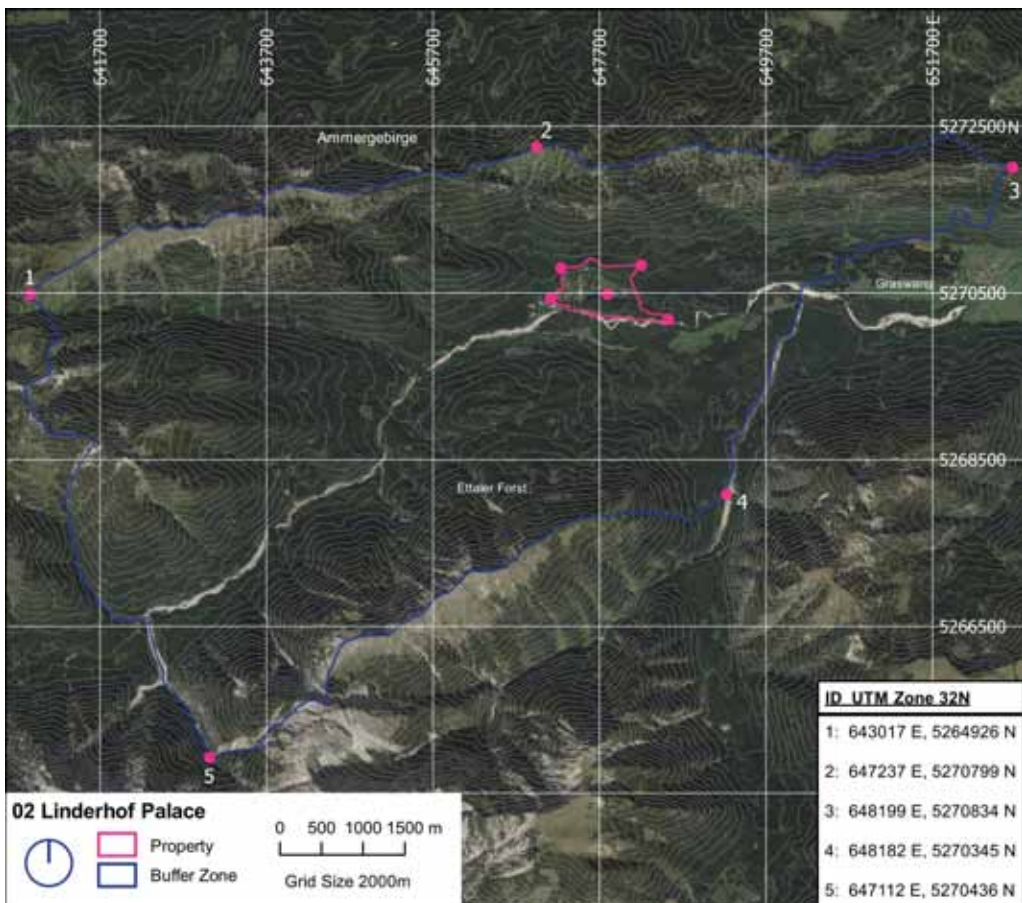 641700
643700
645700
647700
649700
651700 E
Ammergebirge
2
5272500 N
3
1
Graswang
5270500
5268500
Ettaler Forst
4
5266500
5
ID UTM Zone 32N
1: 643017 E, 5264926 N
2: 647237 E, 5270799 N
3: 648199 E, 5270834 N
4: 648182 E, 5270345 N
5: 647112 E, 5270436 N
02 Linderhof Palace
Property
Buffer Zone
0 500 1000 1500 m
Grid Size 2000m